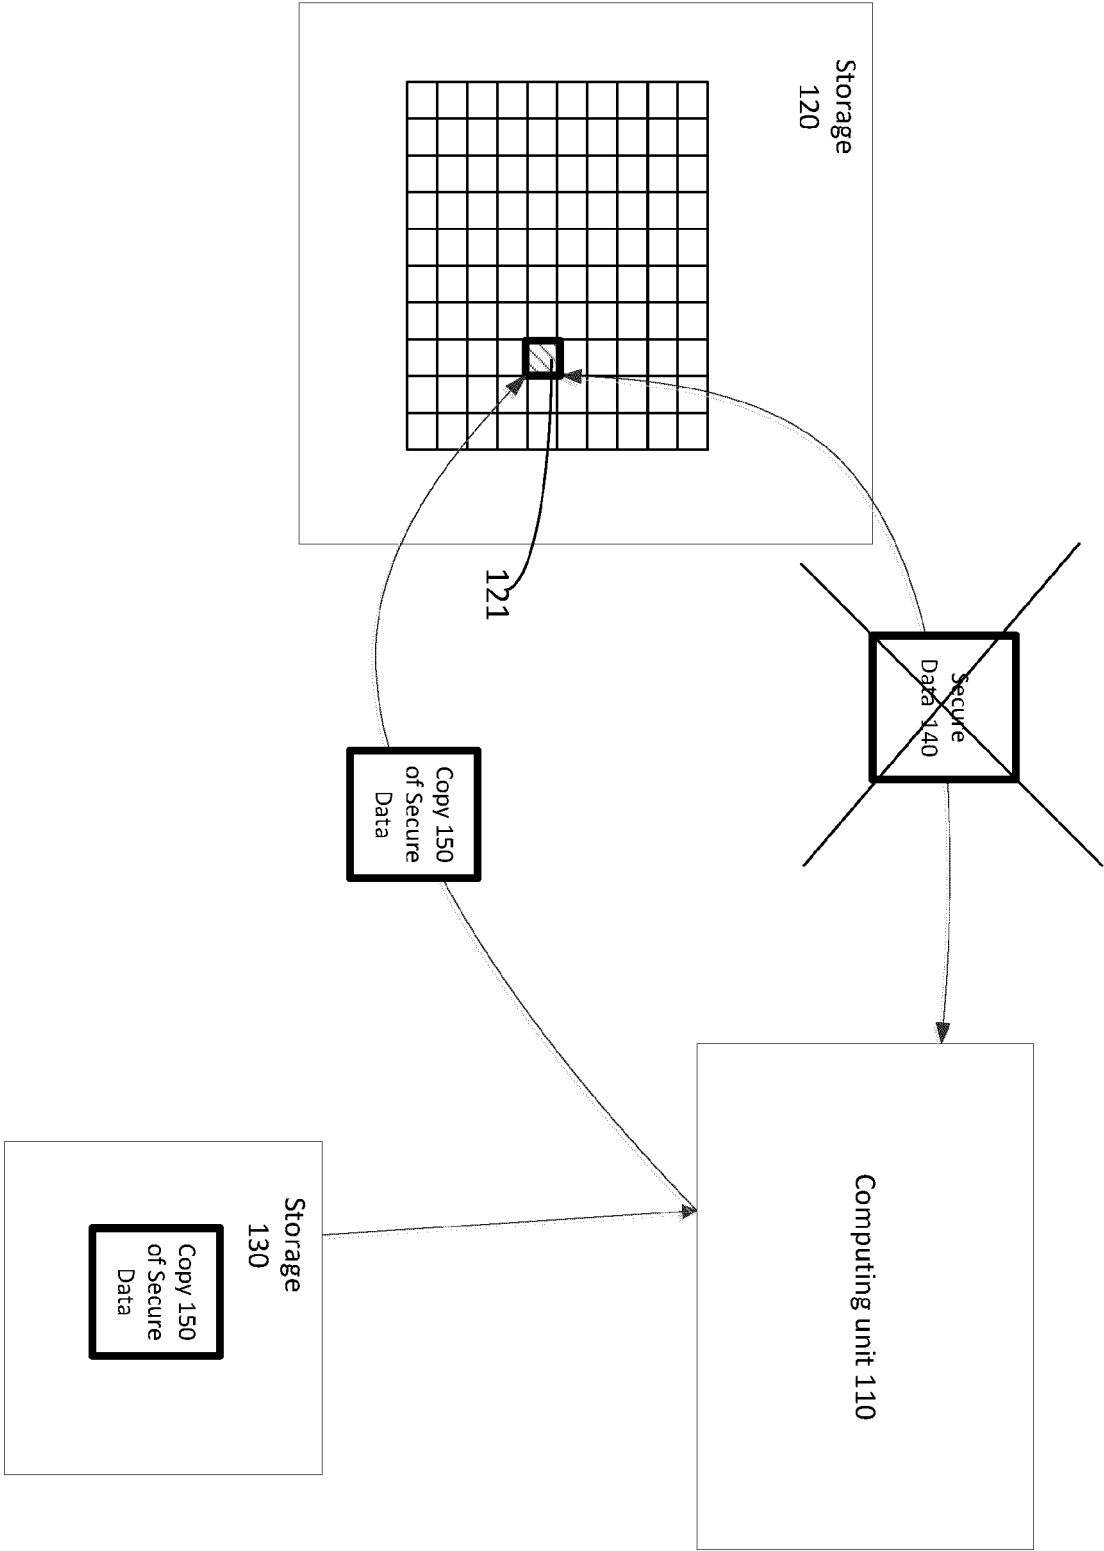 Storage
120
121
Secure
Data 140
Copy 150
of Secure
Data
Computing unit 110
Storage
130
Copy 150
of Secure
Data